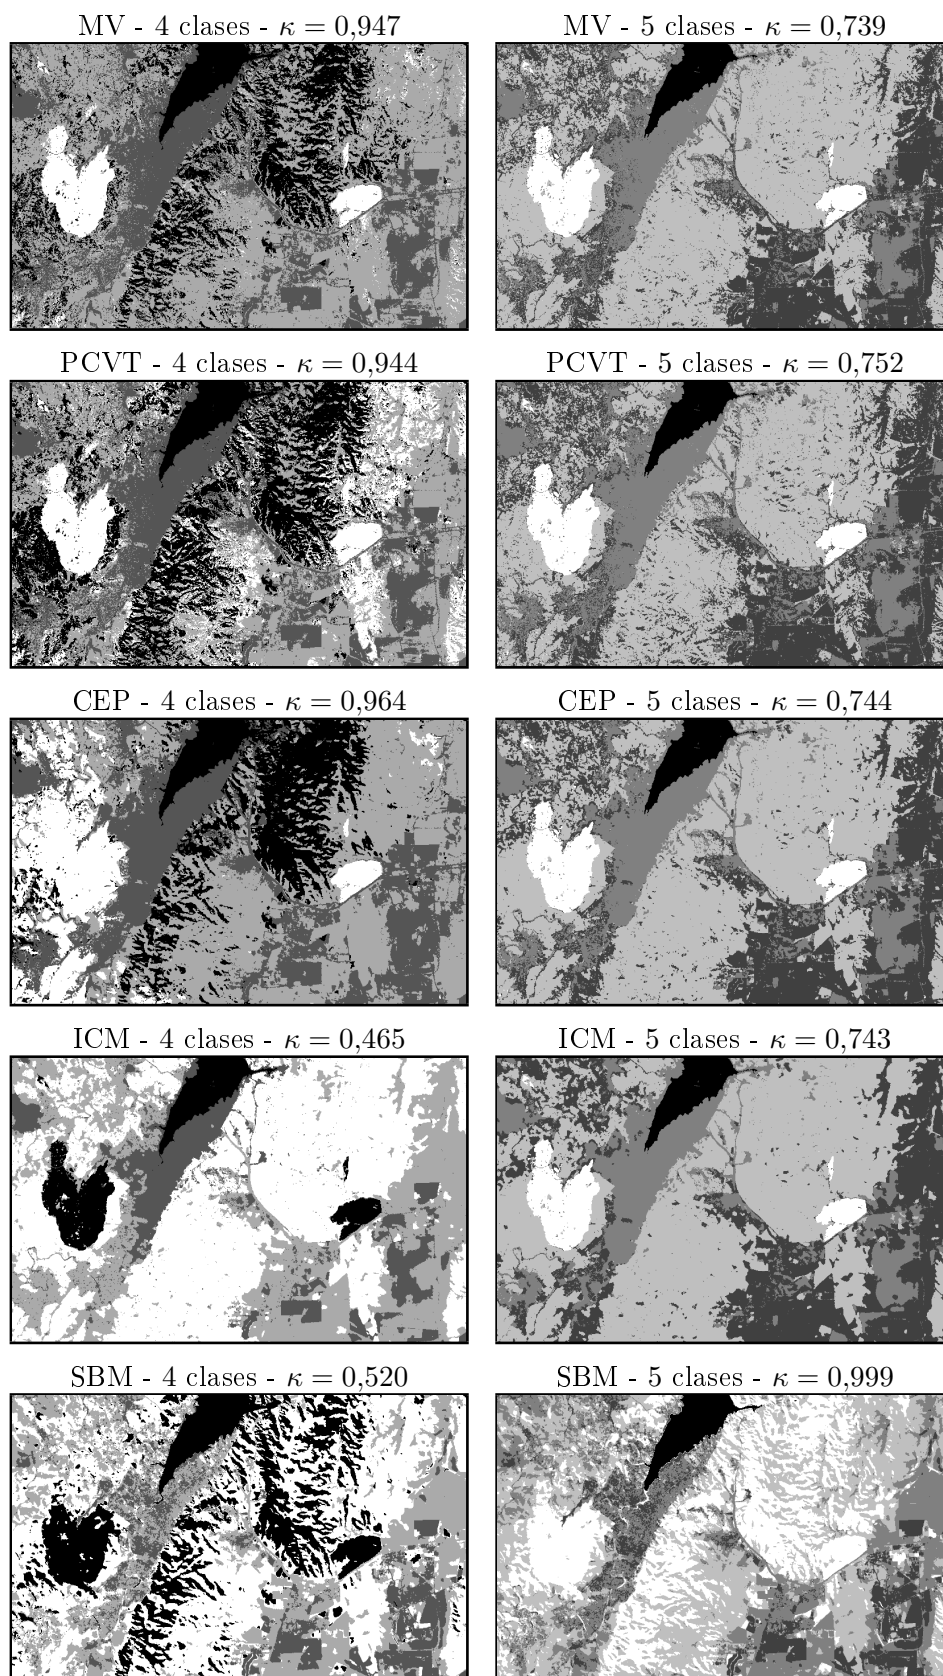 MV - 4 clases - κ = 0,947
MV - 5 clases - κ = 0,739
PCVT - 4 clases - κ = 0,944
PCVT - 5 clases - κ = 0,752
CEP - 4 clases - κ = 0,964
CEP - 5 clases - κ = 0,744
ICM - 4 clases - κ = 0,465
ICM - 5 clases - κ = 0,743
SBM - 4 clases - κ = 0,520
SBM - 5 clases - κ = 0,999